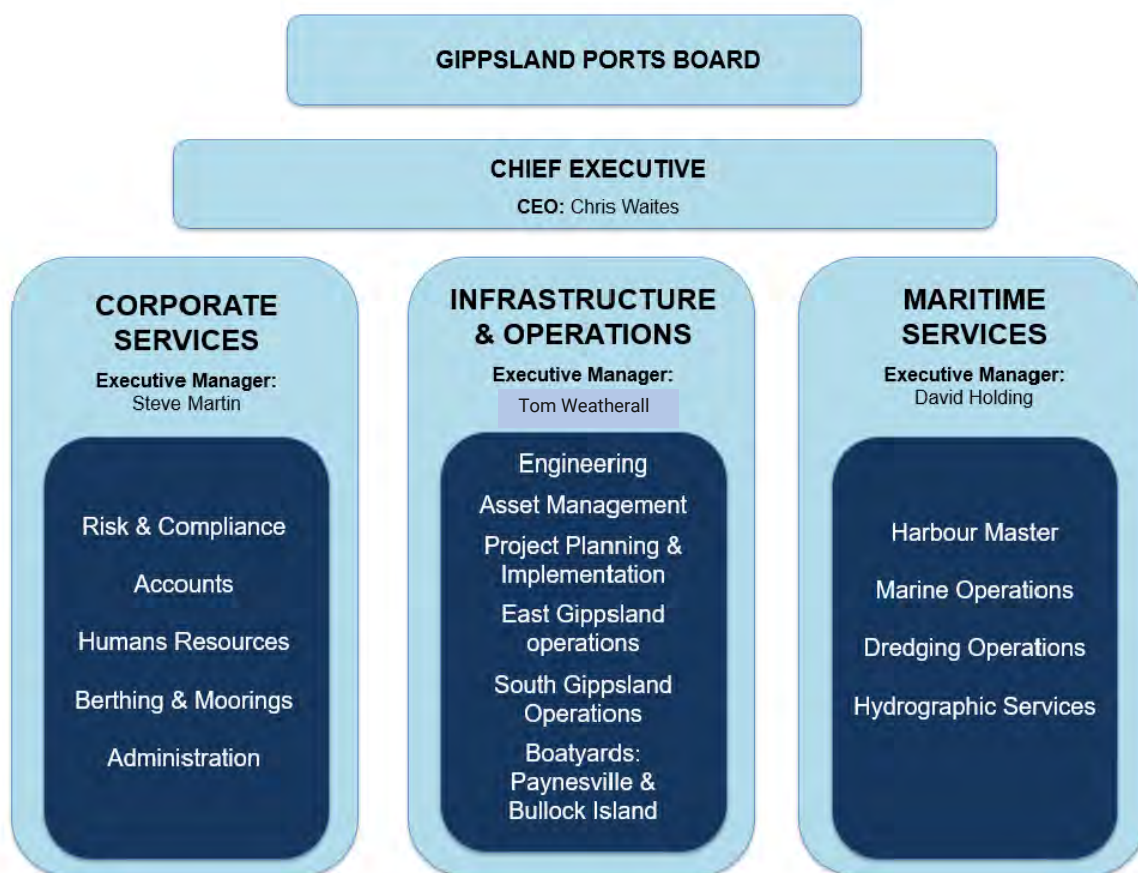 GIPPSLAND PORTS BOARD
CHIEF EXECUTIVE
CEO: Chris Waites
CORPORATE
SERVICES
Executive Manager:
Steve Martin
Risk & Compliance
Accounts
Humans Resources
Berthing & Moorings
Administration
INFRASTRUCTURE
& OPERATIONS
Executive Manager:
Tom Weatherall
Engineering
Asset Management
Project Planning &
Implementation
East Gippsland
operations
South Gippsland
Operations
Boatyards:
Paynesville &
Bullock Island
MARITIME
SERVICES
Executive Manager:
David Holding
Harbour Master
Marine Operations
Dredging Operations
Hydrographic Services